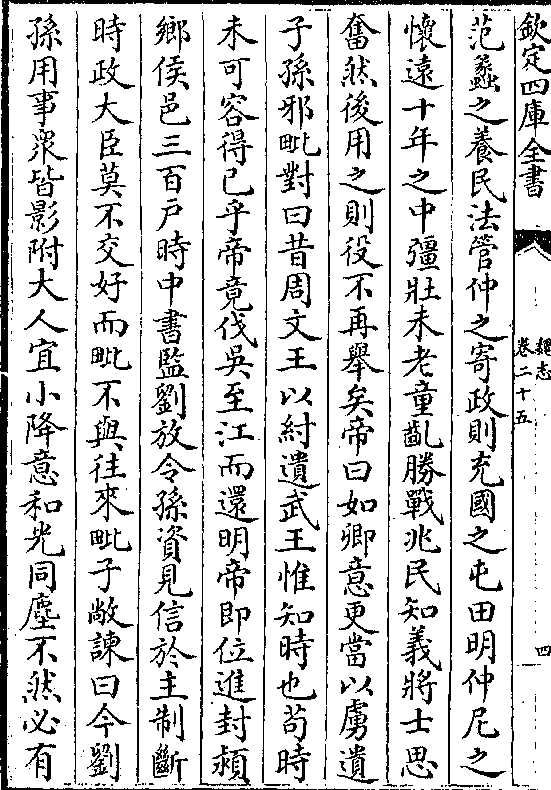 欽定四庫全書
魏志
卷二十五
四
范蠡之養民法管仲之寄政則充國之屯田明仲尼之
懷遠十年之中彊壯未老童齓勝戰兆民知義將士思
奮然後用之則役不再舉矣帝曰如卿意更當以虜遺
子孫邪毗對曰昔周文王以紂遺武王惟知時也苟時
未可容得已乎帝竟伐吳至江而還明帝即位進封潁
鄉侯邑三百戸時中書監劉放令孫資見信於主制斷
時政大臣莫不交好而毗不與往來毗子敞諫曰今劉
孫用事衆皆影附大人宜小降意和光同塵不然必有